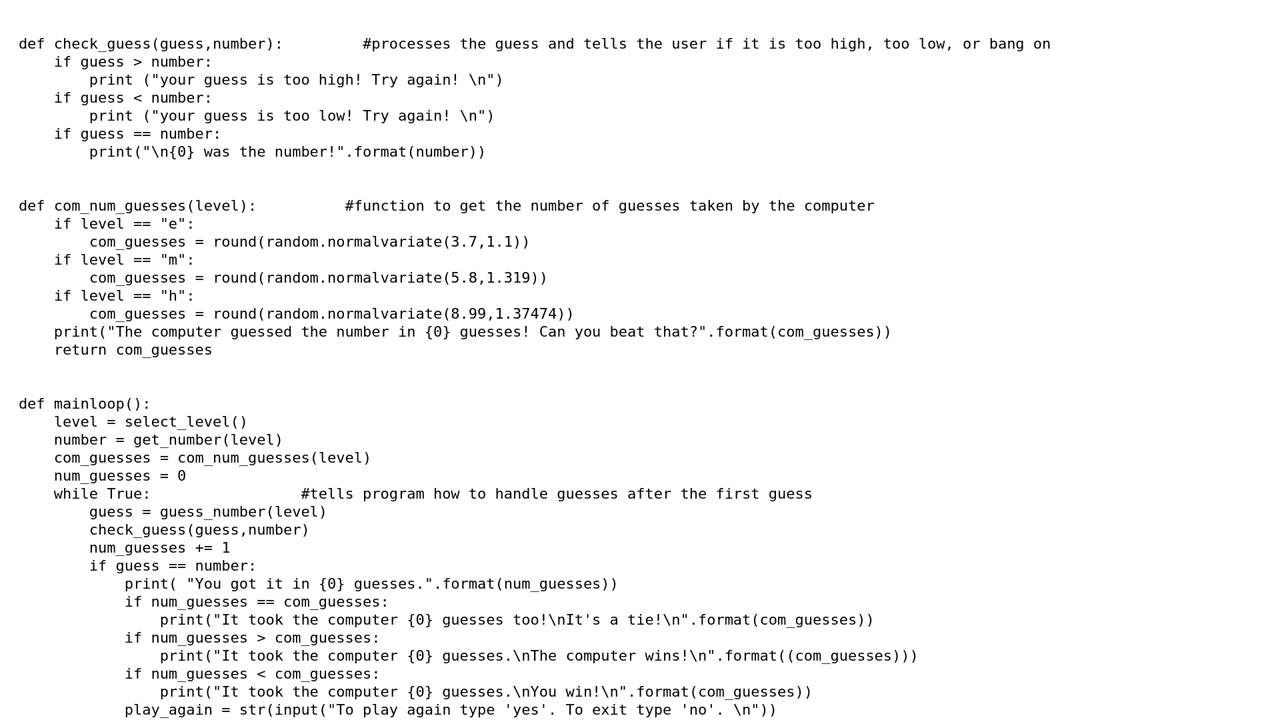 def check_guess(guess,number):         #processes the guess and tells the user if it is too high, too low, or bang on
    if guess > number:
        print ("your guess is too high! Try again! \n")
    if guess < number:
        print ("your guess is too low! Try again! \n")
    if guess == number:
        print("\n{0} was the number!".format(number))
def com_num_guesses(level):          #function to get the number of guesses taken by the computer
    if level == "e":
        com_guesses = round(random.normalvariate(3.7,1.1))
    if level == "m":
        com_guesses = round(random.normalvariate(5.8,1.319))
    if level == "h":
        com_guesses = round(random.normalvariate(8.99,1.37474))
    print("The computer guessed the number in {0} guesses! Can you beat that?".format(com_guesses))
    return com_guesses
def mainloop():
    level = select_level()
    number = get_number(level)
    com_guesses = com_num_guesses(level)
    num_guesses = 0
    while True:                 #tells program how to handle guesses after the first guess
        guess = guess_number(level)
        check_guess(guess,number)
        num_guesses += 1
        if guess == number:
            print( "You got it in {0} guesses.".format(num_guesses))
            if num_guesses == com_guesses:
                print("It took the computer {0} guesses too!\nIt's a tie!\n".format(com_guesses))
            if num_guesses > com_guesses:
                print("It took the computer {0} guesses.\nThe computer wins!\n".format((com_guesses)))
            if num_guesses < com_guesses:
                print("It took the computer {0} guesses.\nYou win!\n".format(com_guesses))
            play_again = str(input("To play again type 'yes'. To exit type 'no'. \n"))